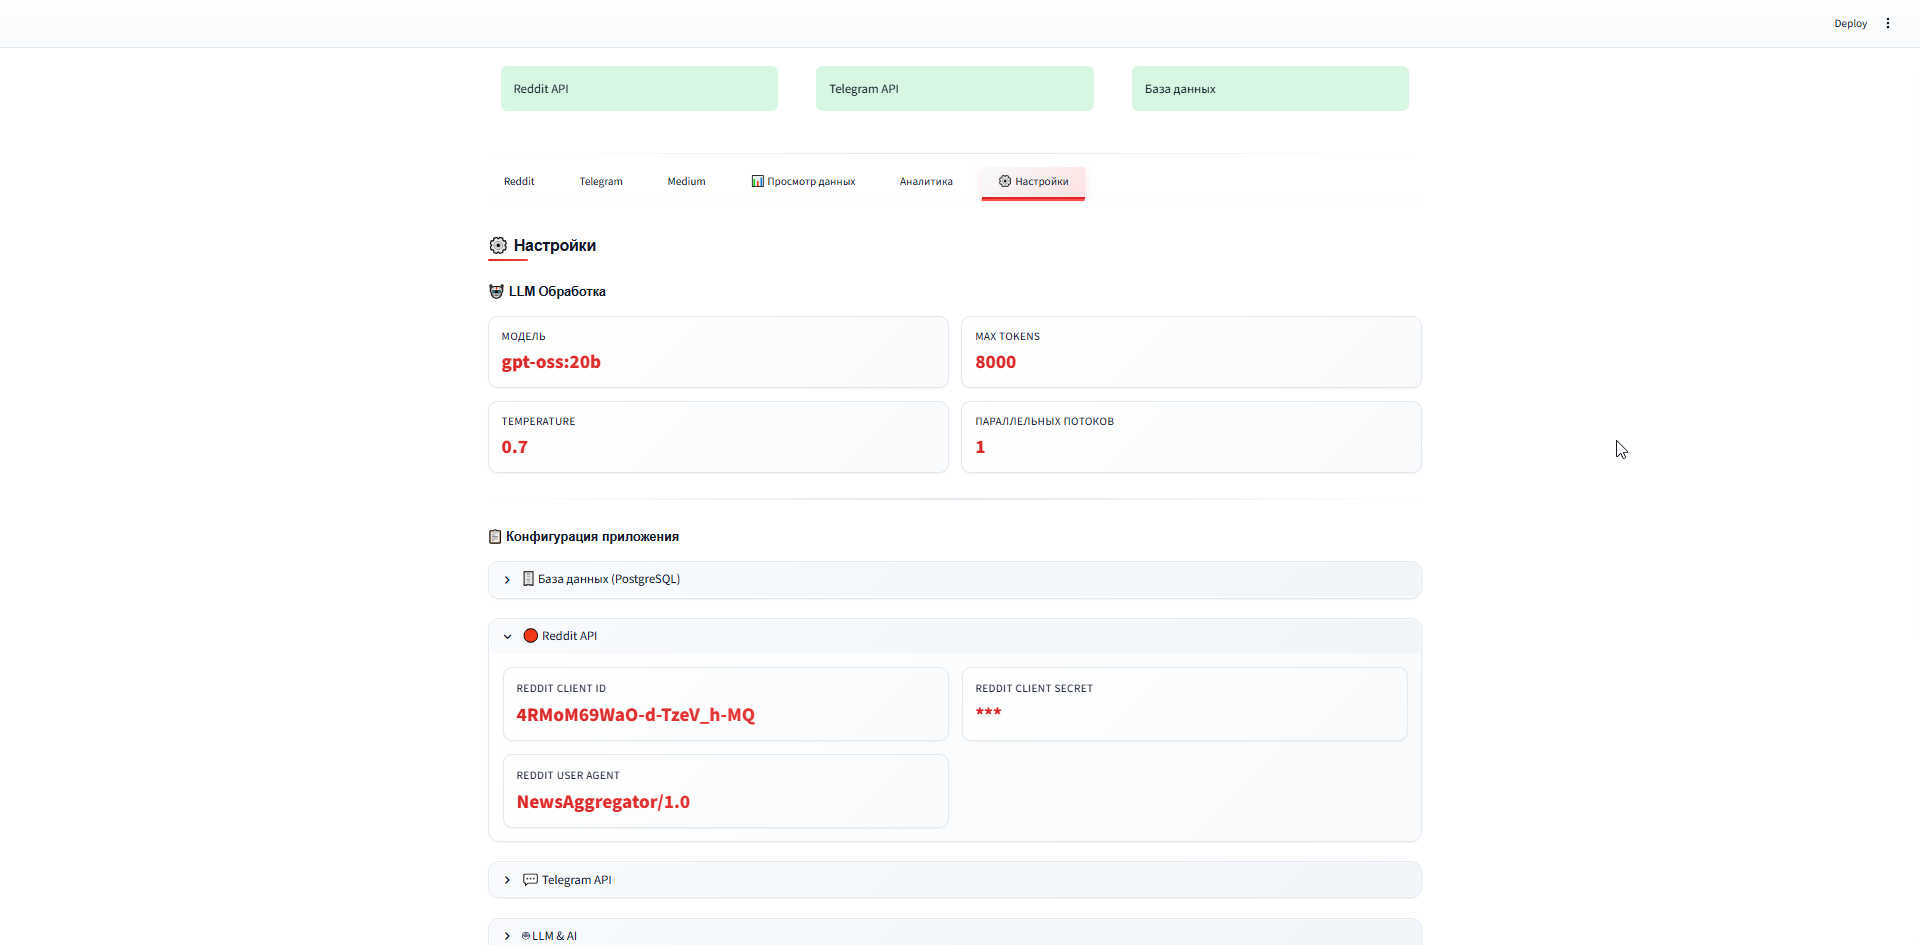 Deploy
Reddit API
Telegram API
База данных
Reddit
Telegram
Medium
Просмотр данных
Аналитика
Настройки
Настройки
LLM Обработка
МОДЕЛЬ
gpt-oss:20b
MAX TOKENS
8000
TEMPERATURE
0.7
ПАРАЛЛЕЛЬНЫХ ПОТОКОВ
1
Конфигурация приложения
База данных (PostgreSQL)
Reddit API
REDDIT CLIENT ID
4RMoM69WaO-d-TzeV_h-MQ
REDDIT CLIENT SECRET
***
REDDIT USER AGENT
NewsAggregator/1.0
Telegram API
LLM & AI